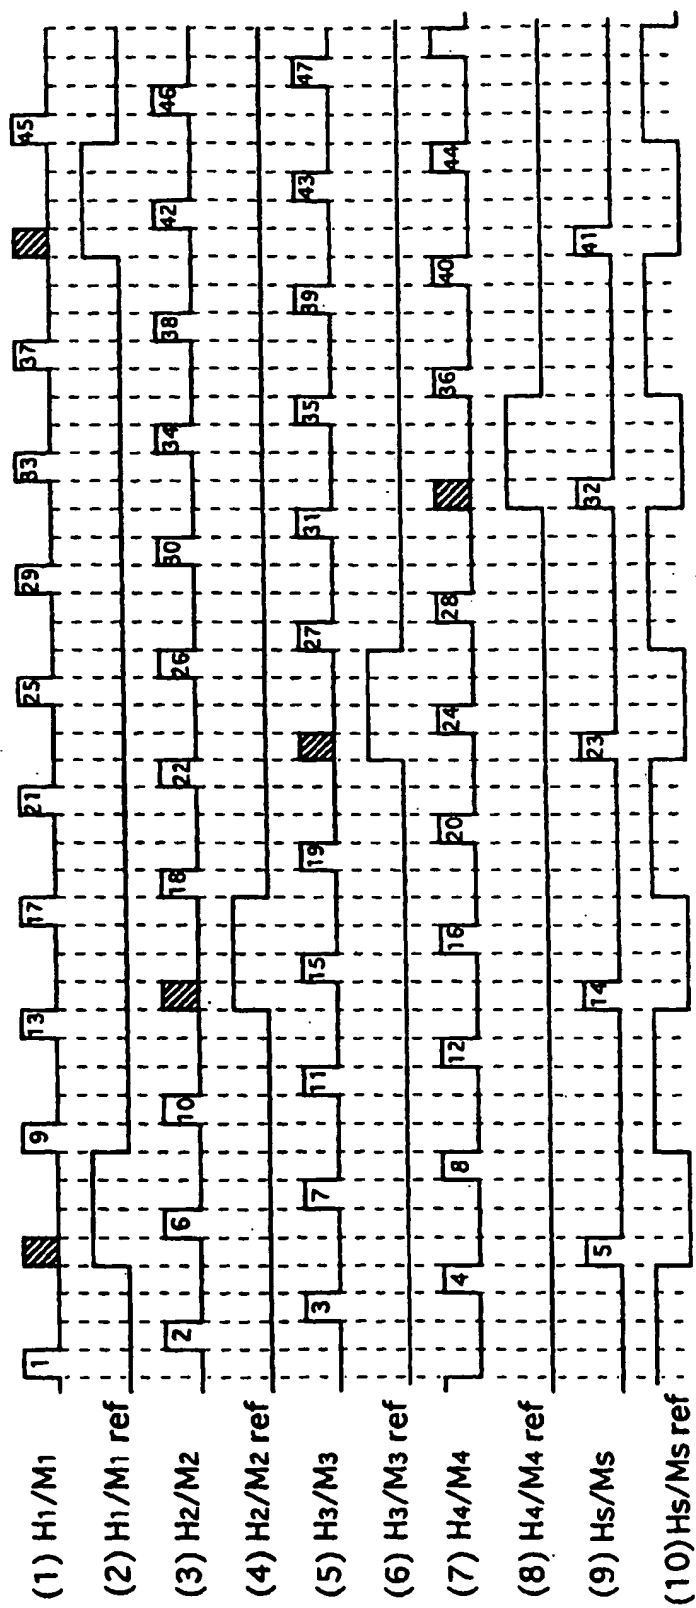 (1) H1/M1 1 9 13 17 21 25 29 33 37 45
(2) H1/M1 ref
(3) H2/M2 2 6 10 18 22 26 30 34 38 42 46
(4) H2/M2 ref
(5) H3/M3 3 7 11 15 19 27 31 35 39 43 47
(6) H3/M3 ref
(7) H4/M4 4 8 12 16 20 24 28 36 40 44
(8) H4/M4 ref
(9) Hs/Ms 5 14 23 32 41
(10) Hs/Ms ref